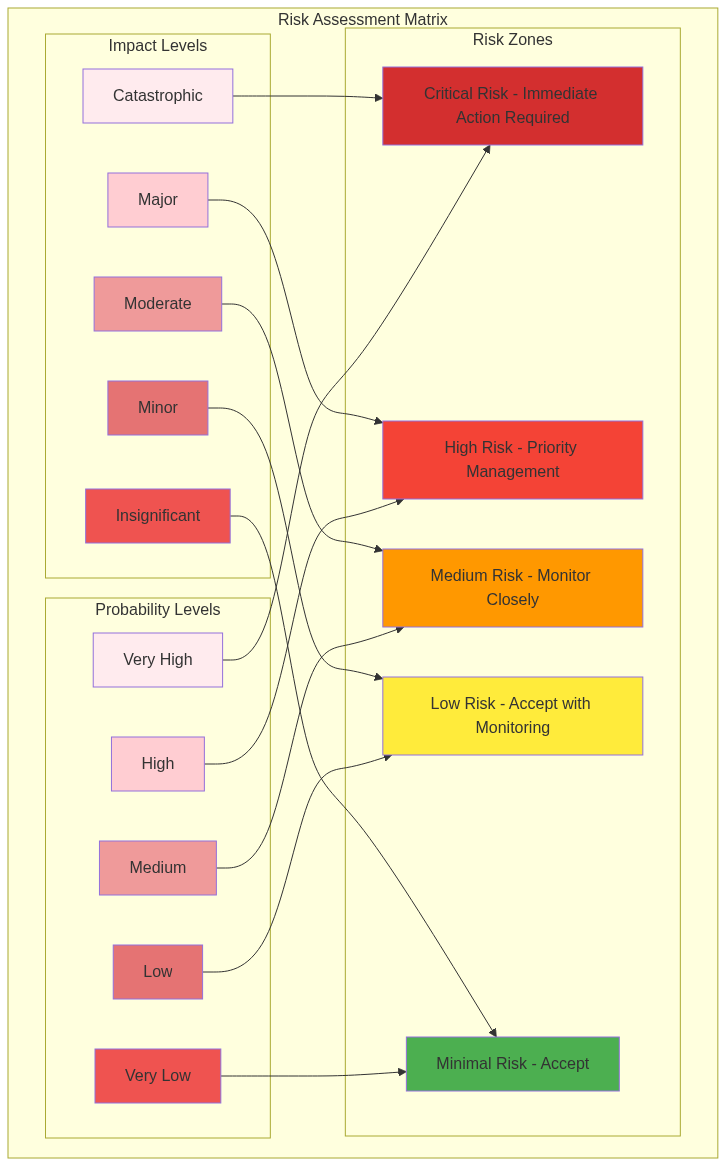 Risk Assessment Matrix
Impact Levels
Catastrophic
Major
Moderate
Minor
Insignificant
Probability Levels
Very High
High
Medium
Low
Very Low
Risk Zones
Critical Risk - Immediate
Action Required
High Risk - Priority
Management
Medium Risk - Monitor
Closely
Low Risk - Accept with
Monitoring
Minimal Risk - Accept